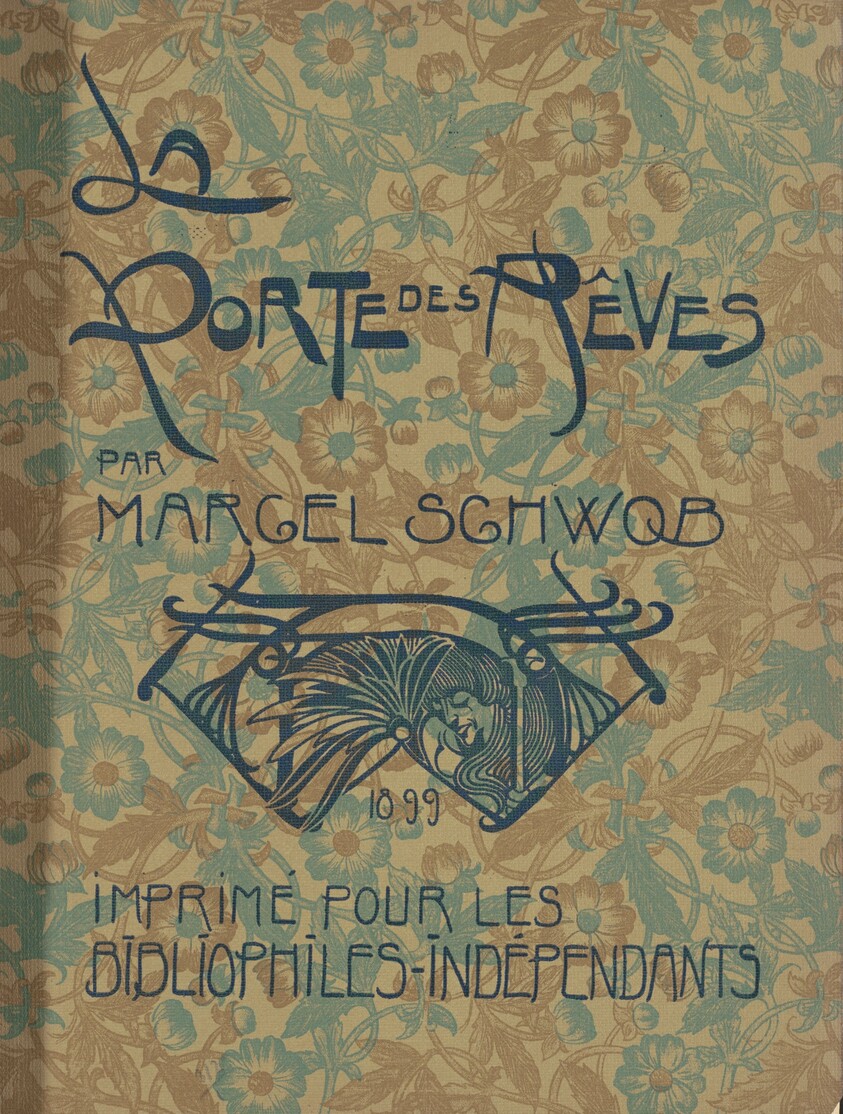 La
PORTE DES RÊVES
PAR
MARCEL SCHWOB
1899
IMPRIMÉ POUR LES
BIBLIOPHILES-INDÉPENDANTS